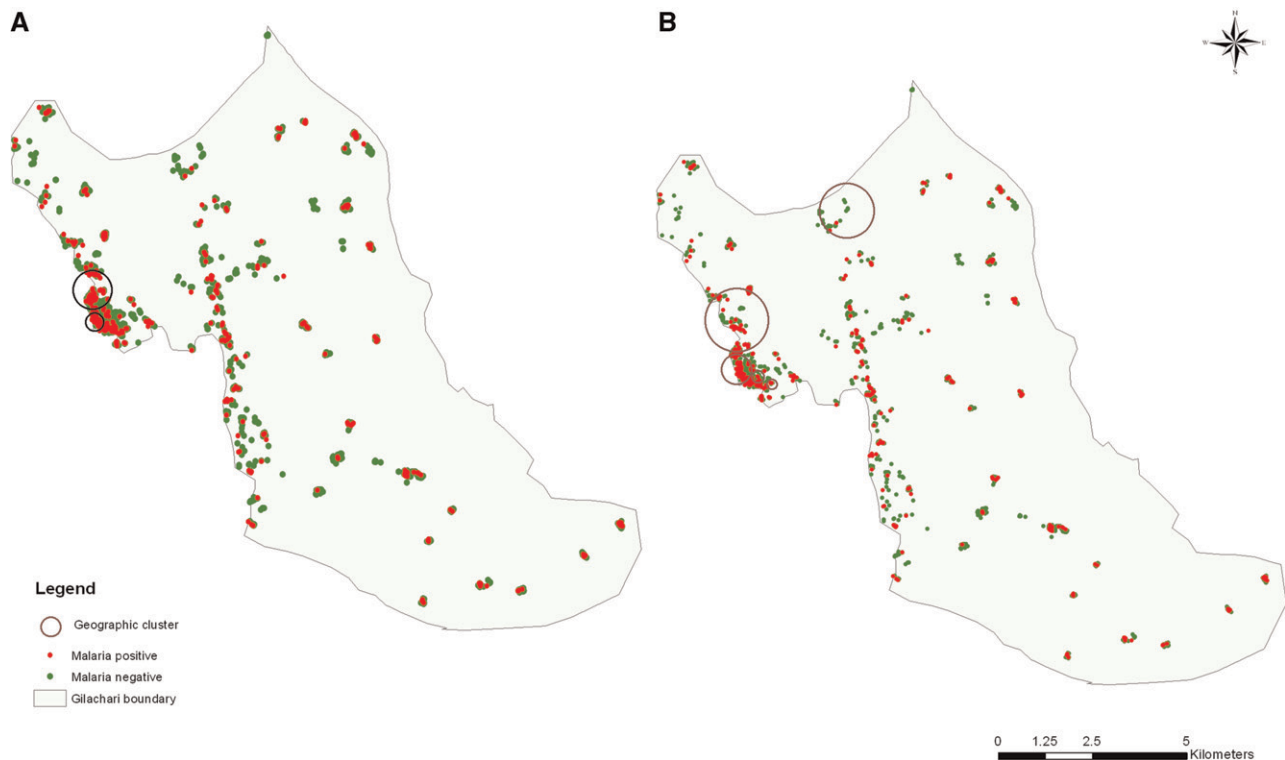 A
B
N
W E
S
Legend
Geographic cluster
Malaria positive
Malaria negative
Gilachari boundary
0 1.25 2.5 5
Kilometers